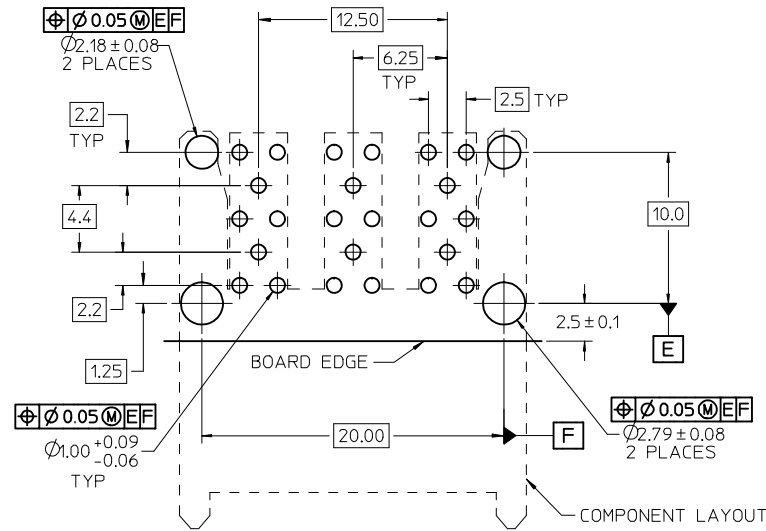 ⌖ Ø 0.05 Ⓜ E F
Ø2.18 ± 0.08
2 PLACES
12.50
6.25
TYP
2.5 TYP
2.2
TYP
4.4
10.0
2.2
2.5 ± 0.1
E
BOARD EDGE
1.25
⌖ Ø 0.05 Ⓜ E F
Ø1.00 +0.09
-0.06
TYP
20.00
F
⌖ Ø 0.05 Ⓜ E F
Ø2.79 ± 0.08
2 PLACES
COMPONENT LAYOUT